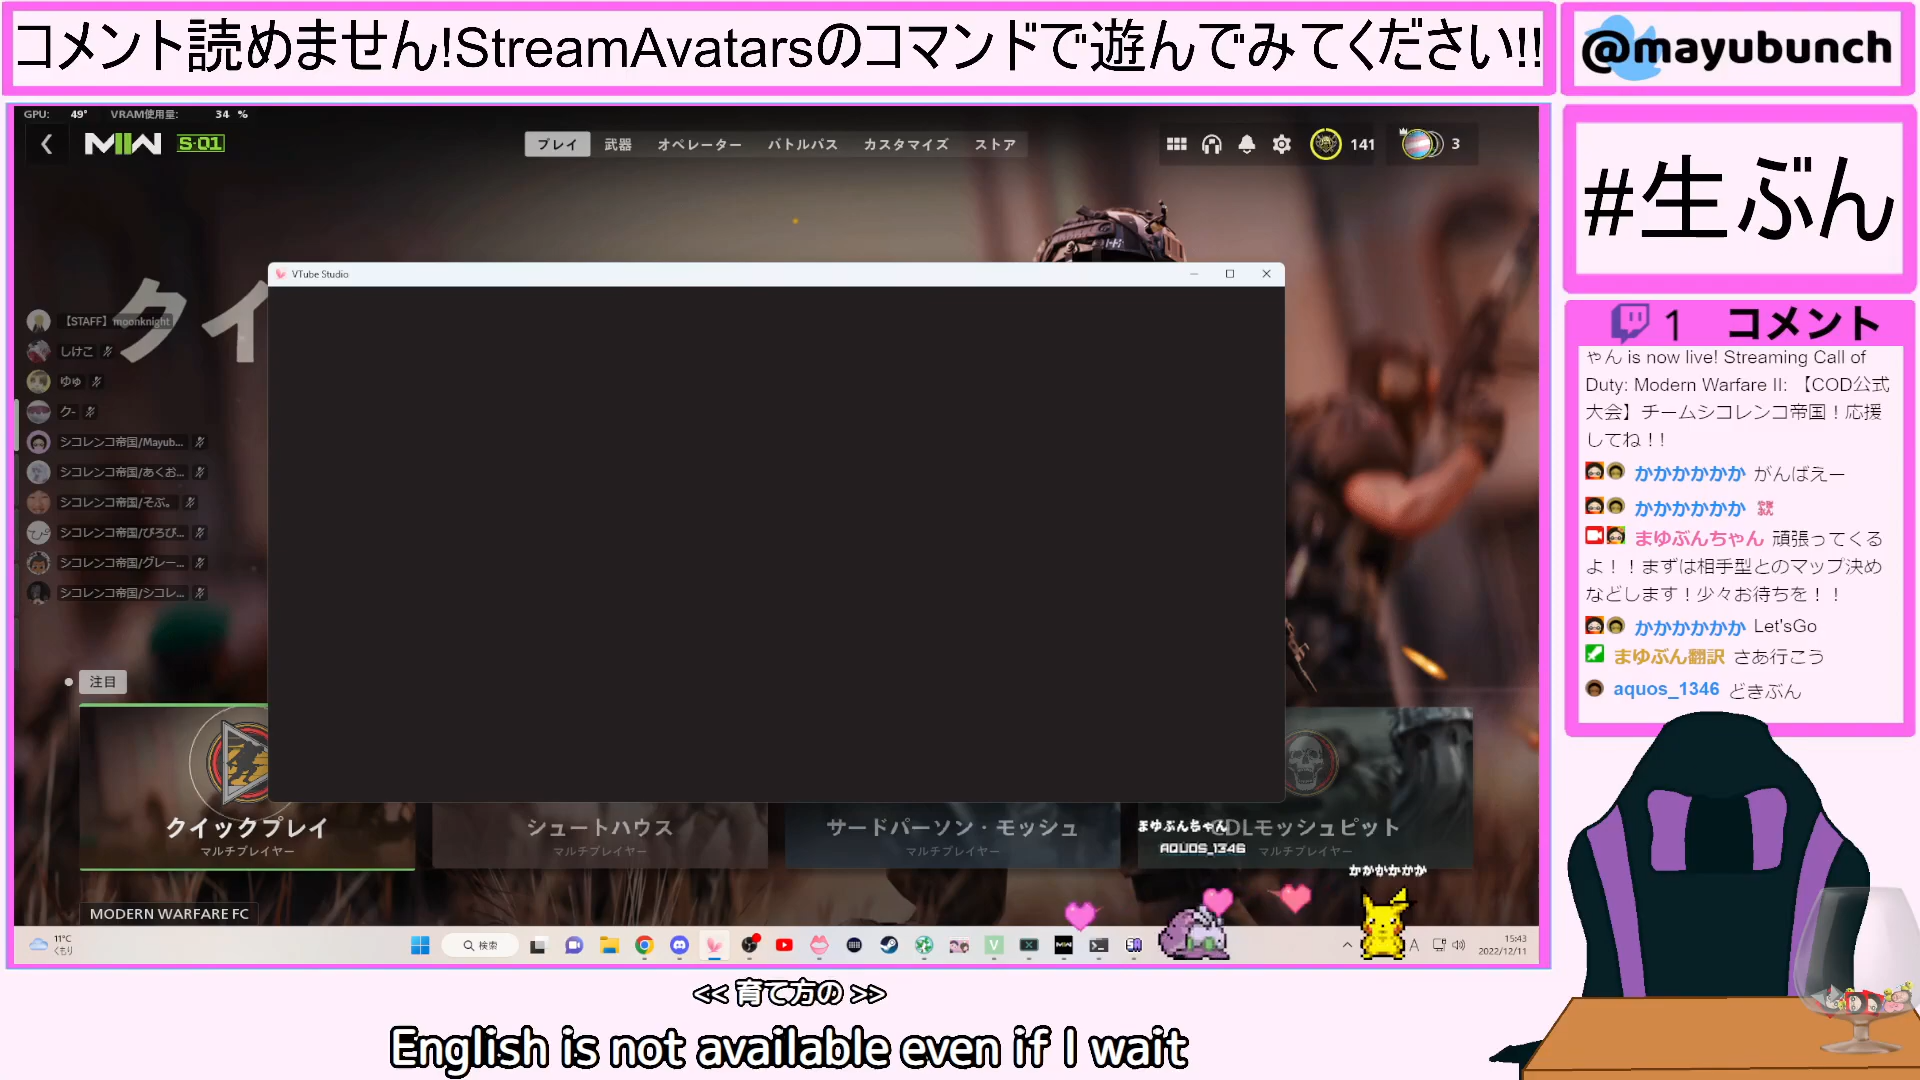 コメント読めません!StreamAvatarsのコマンドで遊んでみてください!!
@mayubunch
#生ぶん
GPU: 49° VRAM使用量: 34 %
MW S-01
プレイ 武器 オペレーター バトルパス カスタマイズ ストア
141
3
クイ
VTube Studio
【STAFF】moonknight
しけこ
ゆゅ
ク-
シコレンコ帝国/Mayub...
シコレンコ帝国/あくお...
シコレンコ帝国/そぶ。
シコレンコ帝国/ぴろぴ...
シコレンコ帝国/グレー...
シコレンコ帝国/シコレ...
注目
クイックプレイ
マルチプレイヤー
シュートハウス
マルチプレイヤー
サードパーソン・モッシュ
マルチプレイヤー
CDLモッシュピット
マルチプレイヤー
まゆぶんちゃん
AQUOS_1346
かかかかかか
MODERN WARFARE FC
11°C
くもり
検索
A
15:43
2022/12/11
1 コメント
ゃん is now live! Streaming Call of
Duty: Modern Warfare II: 【COD公式
大会】チームシコレンコ帝国！応援
してね！!
かかかかかか がんばえー
かかかかかか
まゆぶんちゃん 頑張ってくる
よ！！まずは相手型とのマップ決め
などします！少々お待ちを！！
かかかかかか Let'sGo
まゆぶん翻訳 さあ行こう
aquos_1346 どきぶん
<< 育て方の >>
English is not available even if I wait